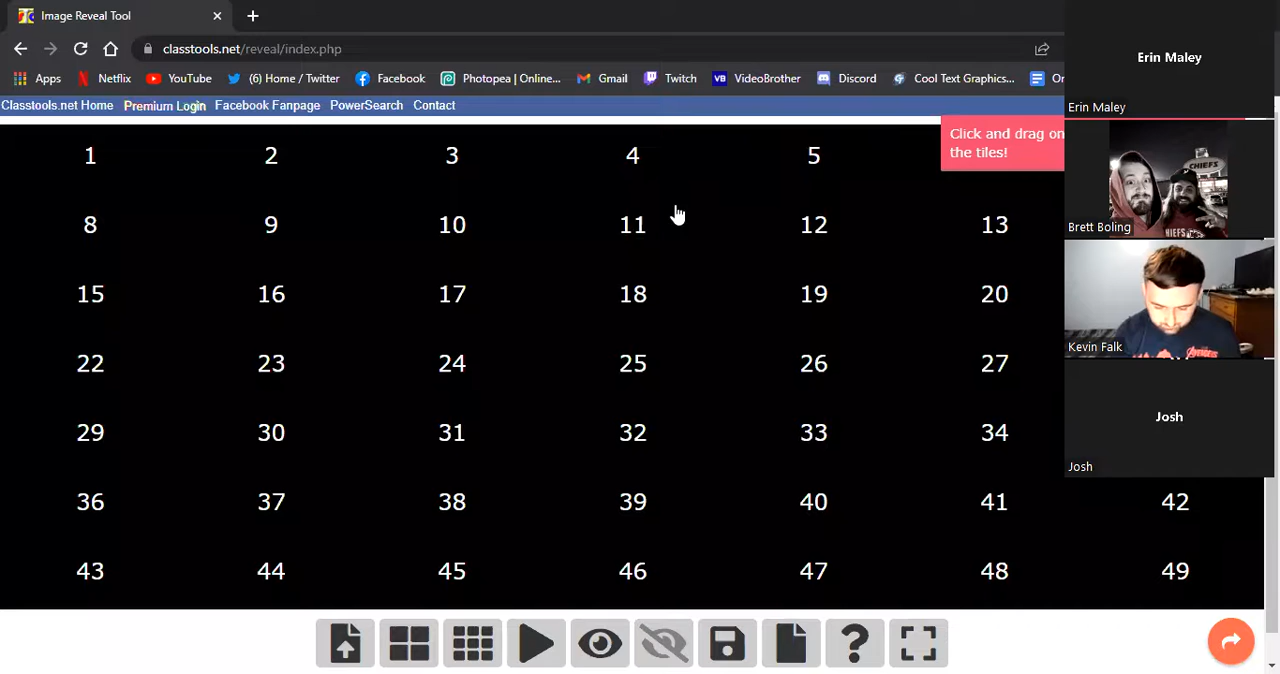 Image Reveal Tool
classtools.net/reveal/index.php
Apps Netflix YouTube (6) Home / Twitter Facebook Photopea | Online... Gmail Twitch VB VideoBrother Discord Cool Text Graphics... Or
Classtools.net Home Premium Login Facebook Fanpage PowerSearch Contact
Click and drag on
the tiles!
1 2 3 4 5
8 9 10 11 12 13
15 16 17 18 19 20
22 23 24 25 26 27
29 30 31 32 33 34
36 37 38 39 40 41 42
43 44 45 46 47 48 49
Erin Maley
Erin Maley
CHIEFS
Brett Boling
Kevin Falk
Josh
Josh